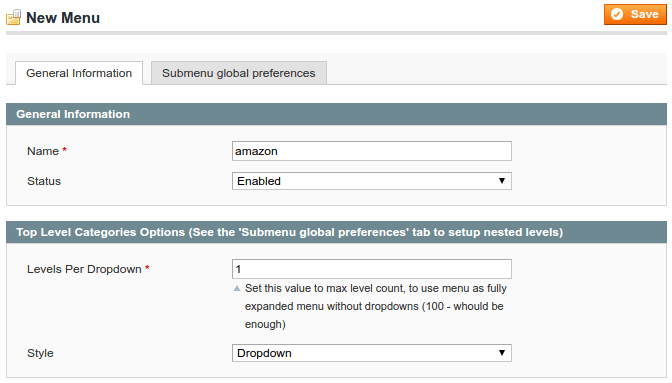 New Menu
Save
General Information
Submenu global preferences
General Information
Name *
amazon
Status
Enabled
Top Level Categories Options (See the 'Submenu global preferences' tab to setup nested levels)
Levels Per Dropdown *
1
Set this value to max level count, to use menu as fully
expanded menu without dropdowns (100 - whould be
enough)
Style
Dropdown